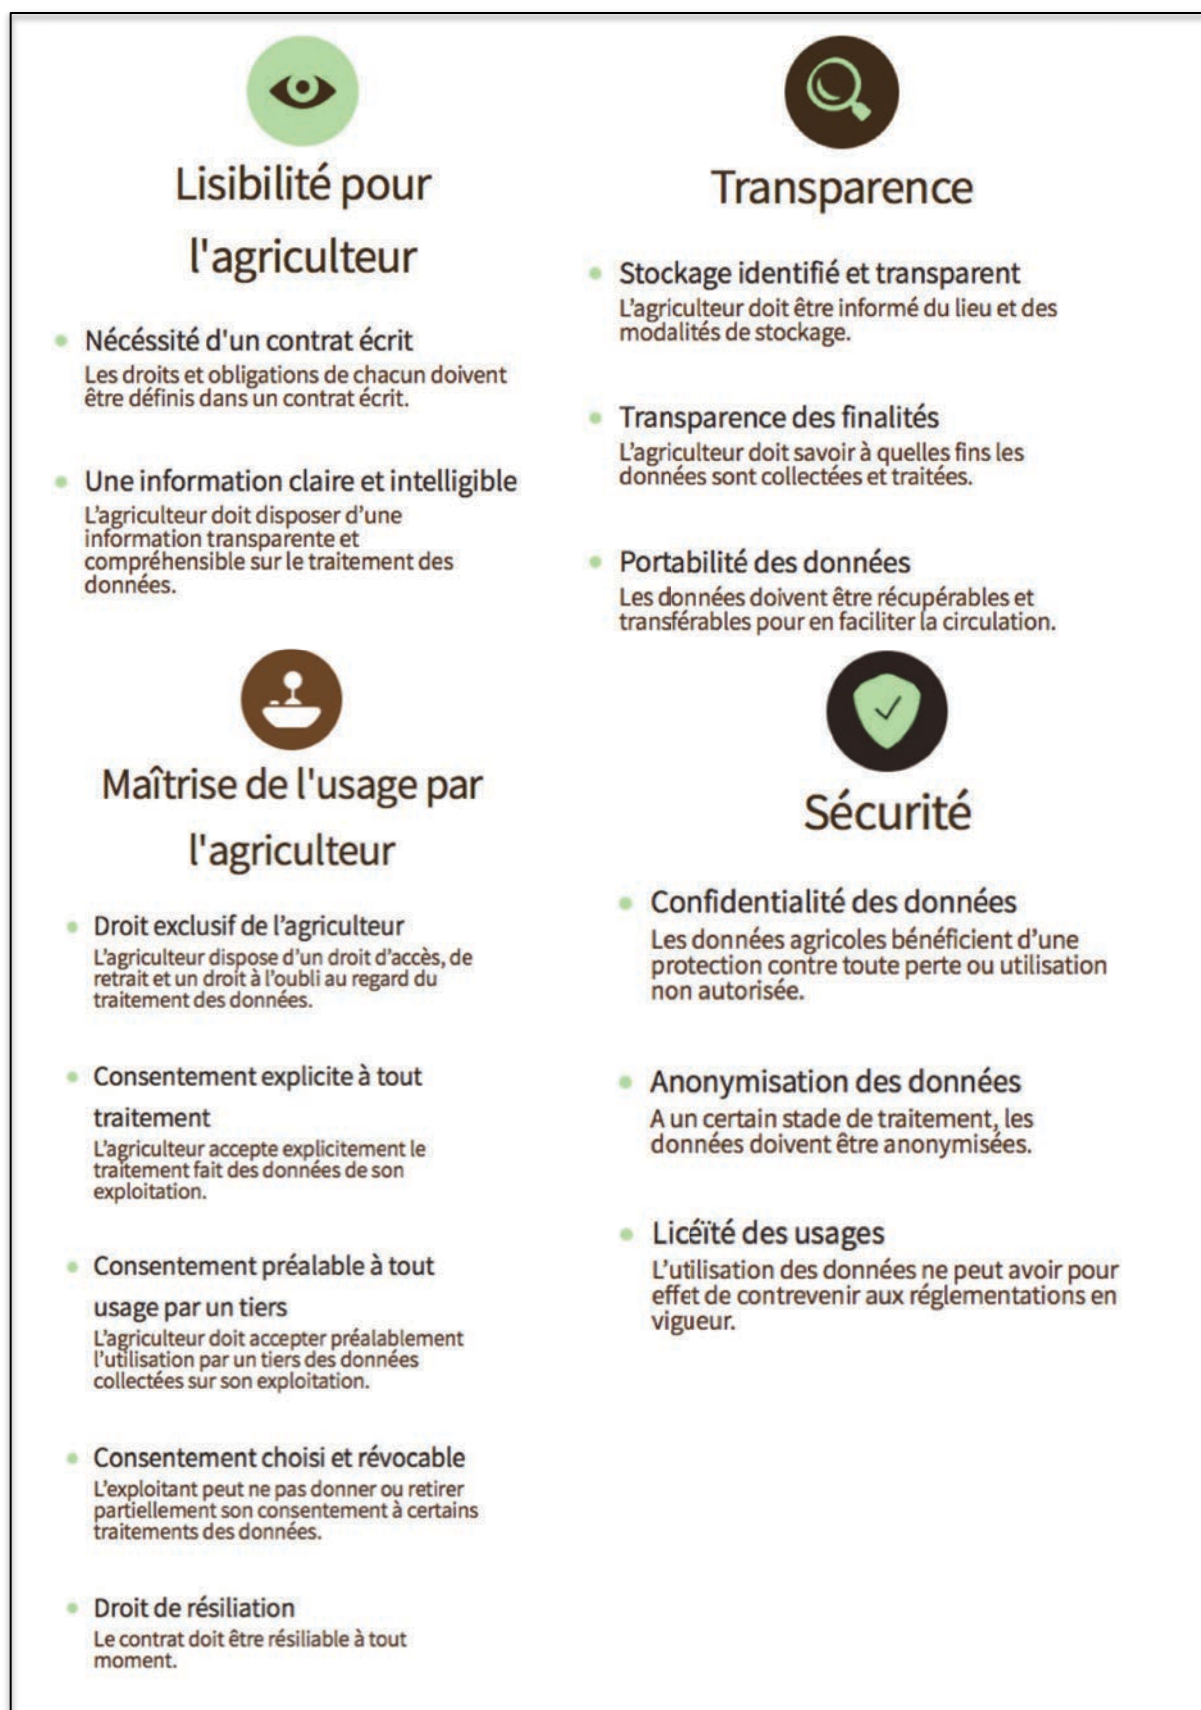 Lisibilité pour
l'agriculteur
Nécéssité d'un contrat écrit
Les droits et obligations de chacun doivent
être définis dans un contrat écrit.
Une information claire et intelligible
L'agriculteur doit disposer d'une
information transparente et
compréhensible sur le traitement des
données.
Transparence
Stockage identifié et transparent
L'agriculteur doit être informé du lieu et des
modalités de stockage.
Transparence des finalités
L'agriculteur doit savoir à quelles fins les
données sont collectées et traitées.
Portabilité des données
Les données doivent être récupérables et
transférables pour en faciliter la circulation.
Maîtrise de l'usage par
l'agriculteur
Droit exclusif de l’agriculteur
L’agriculteur dispose d’un droit d’accès, de
retrait et un droit à l’oubli au regard du
traitement des données.
Consentement explicite à tout
traitement
L’agriculteur accepte explicitement le
traitement fait des données de son
exploitation.
Consentement préalable à tout
usage par un tiers
L’agriculteur doit accepter préalablement
l’utilisation par un tiers des données
collectées sur son exploitation.
Consentement choisi et révocable
L’exploitant peut ne pas donner ou retirer
partiellement son consentement à certains
traitements des données.
Droit de résiliation
Le contrat doit être résiliable à tout
moment.
Sécurité
Confidentialité des données
Les données agricoles bénéficient d’une
protection contre toute perte ou utilisation
non autorisée.
Anonymisation des données
A un certain stade de traitement, les
données doivent être anonymisées.
Licéïté des usages
L’utilisation des données ne peut avoir pour
effet de contrevenir aux réglementations en
vigueur.